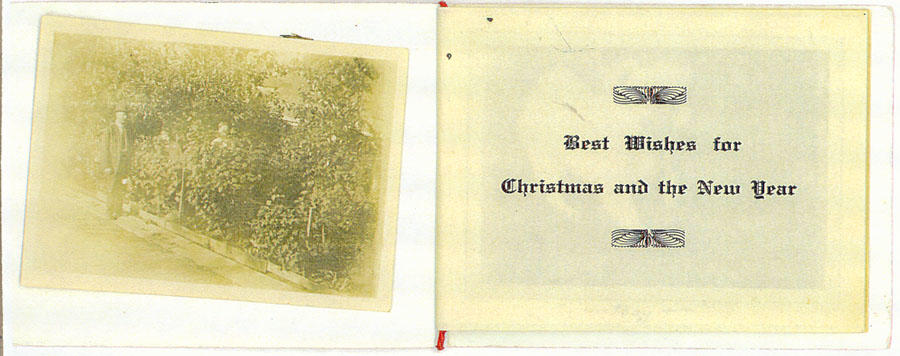 Best Wishes for
Christmas and the New Year